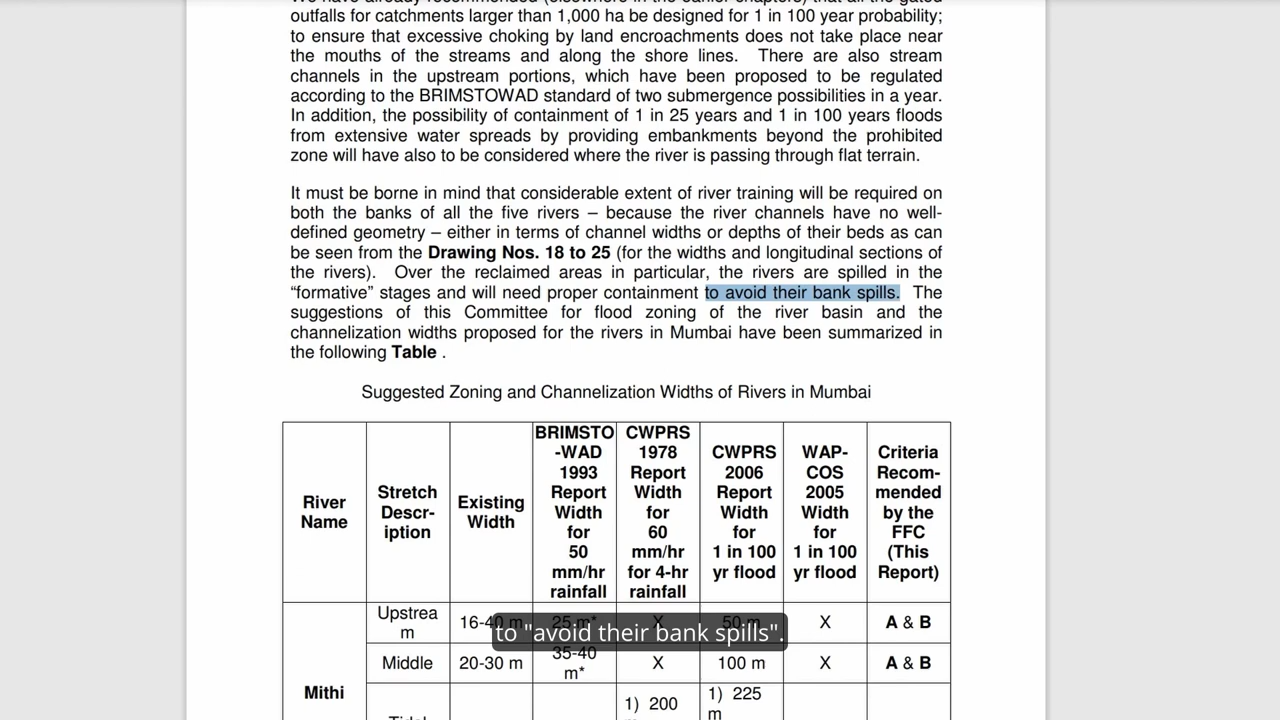 outfalls for catchments larger than 1,000 ha be designed for 1 in 100 year probability;
to ensure that excessive choking by land encroachments does not take place near
the mouths of the streams and along the shore lines. There are also stream
channels in the upstream portions, which have been proposed to be regulated
according to the BRIMSTOWAD standard of two submergence possibilities in a year.
In addition, the possibility of containment of 1 in 25 years and 1 in 100 years floods
from extensive water spreads by providing embankments beyond the prohibited
zone will have also to be considered where the river is passing through flat terrain.
It must be borne in mind that considerable extent of river training will be required on
both the banks of all the five rivers – because the river channels have no well-
defined geometry – either in terms of channel widths or depths of their beds as can
be seen from the Drawing Nos. 18 to 25 (for the widths and longitudinal sections of
the rivers). Over the reclaimed areas in particular, the rivers are spilled in the
“formative” stages and will need proper containment to avoid their bank spills. The
suggestions of this Committee for flood zoning of the river basin and the
channelization widths proposed for the rivers in Mumbai have been summarized in
the following Table .
Suggested Zoning and Channelization Widths of Rivers in Mumbai
River
Name
Stretch
Descr-
iption
Existing
Width
BRIMSTO
-WAD
1993
Report
Width
for
50
mm/hr
rainfall
CWPRS
1978
Report
Width
for
60
mm/hr
for 4-hr
rainfall
CWPRS
2006
Report
Width
for
1 in 100
yr flood
WAP-
COS
2005
Width
for
1 in 100
yr flood
Criteria
Recom-
mended
by the
FFC
(This
Report)
Mithi
Upstrea
m
16-40 m
25 m*
X
50 m
X
A & B
Middle
20-30 m
35-40
m*
X
100 m
X
A & B
1) 200
1) 225
m
to "avoid their bank spills".